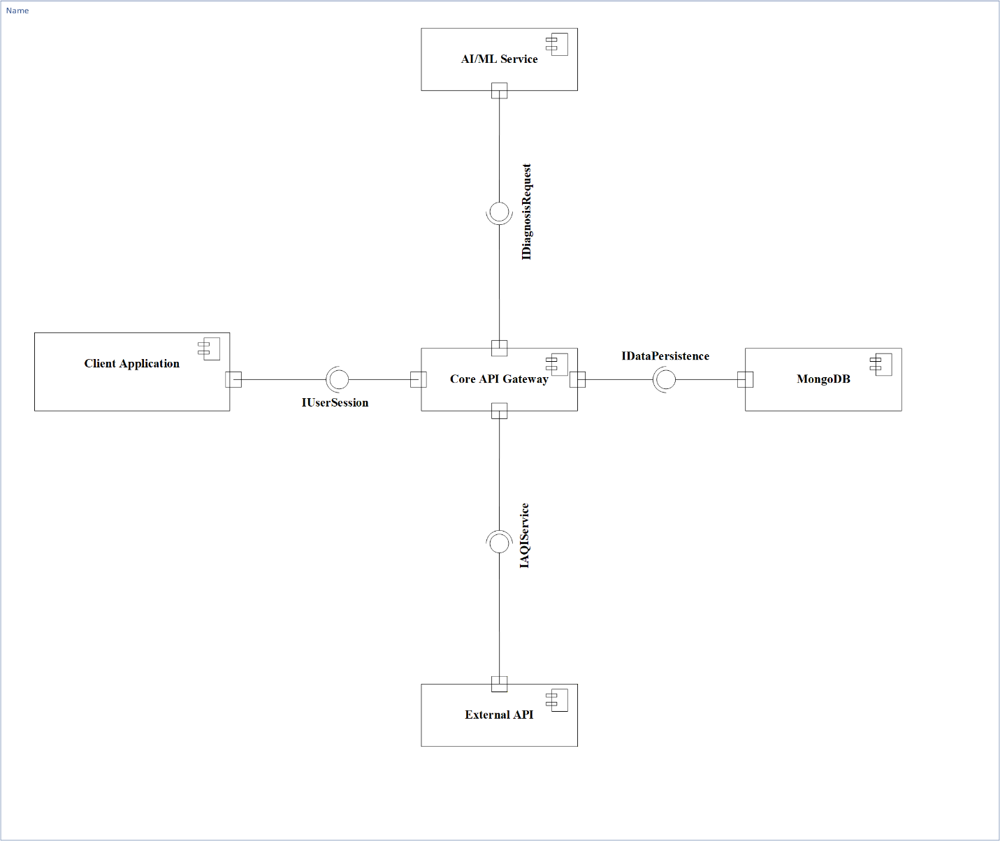 Name
AI/ML Service
IDiagnosisRequest
Client Application
IUserSession
Core API Gateway
IDataPersistence
MongoDB
IAQIService
External API